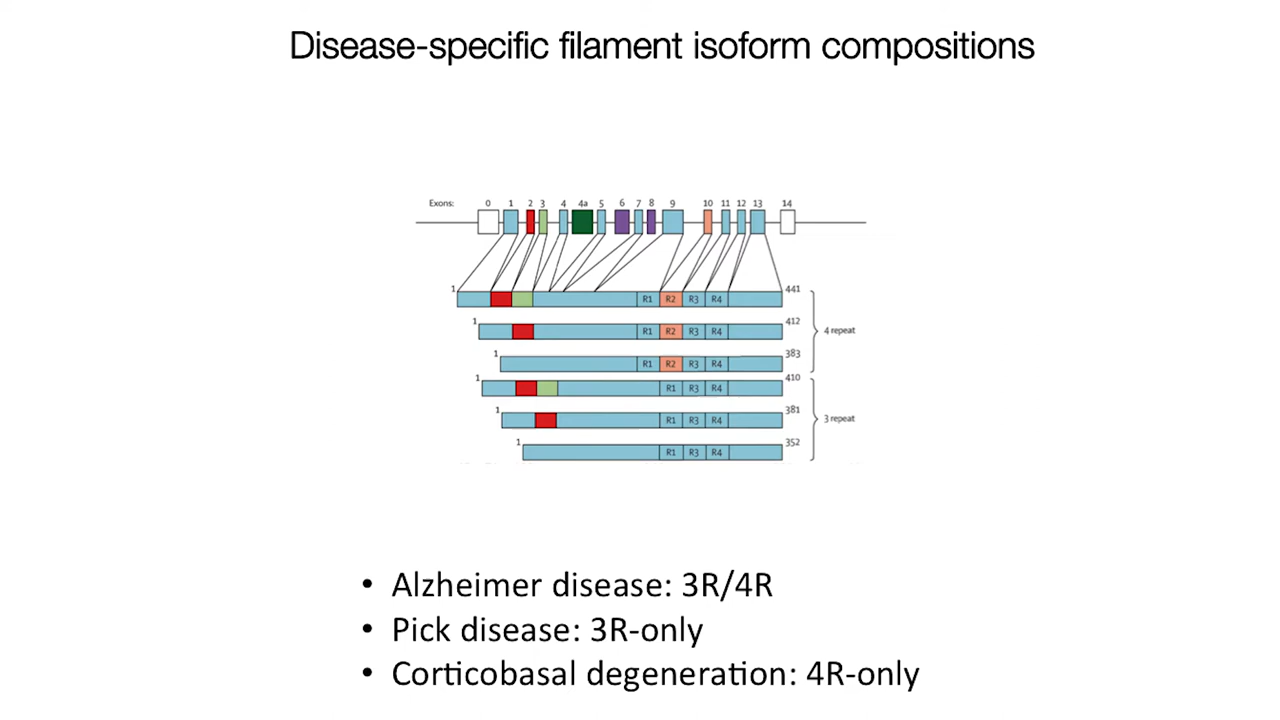 Disease-specific filament isoform compositions
Exons: 0 1 2 3 4 4a 5 6 7 8 9 10 11 12 13 14
1 R1 R2 R3 R4 441
1 R1 R2 R3 R4 412
4 repeat
1 R1 R2 R3 R4 383
1 R1 R3 R4 410
1 R1 R3 R4 381
3 repeat
1 R1 R3 R4 352
• Alzheimer disease: 3R/4R
• Pick disease: 3R-only
• Corticobasal degeneration: 4R-only